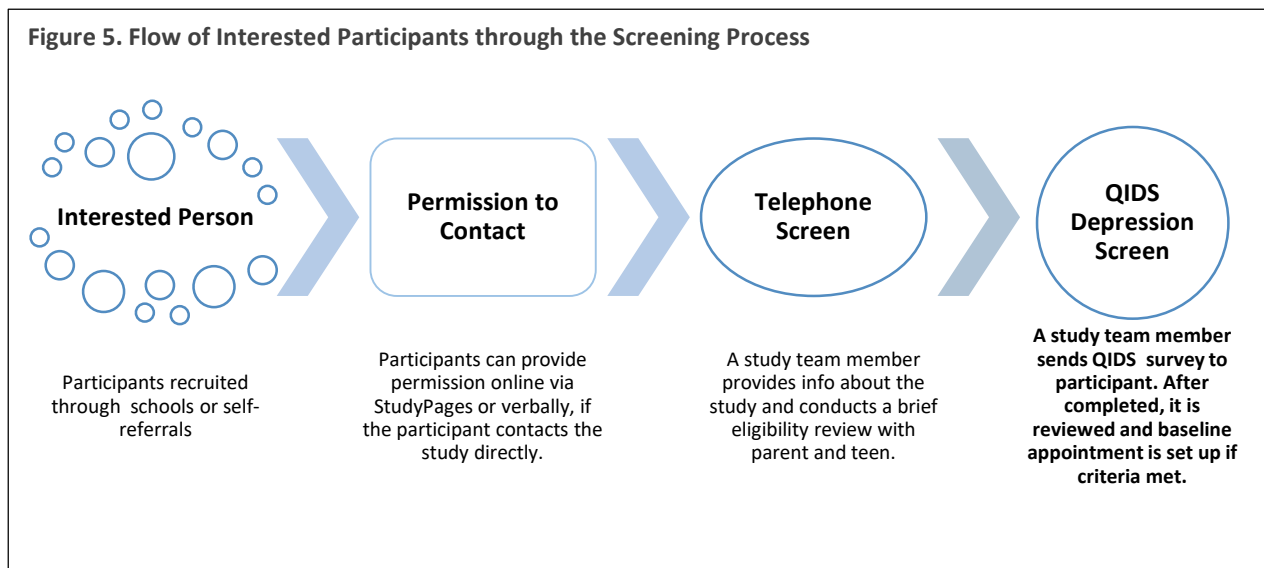 Figure 5. Flow of Interested Participants through the Screening Process
Interested Person
Participants recruited
through schools or self-
referrals
Permission to
Contact
Participants can provide
permission online via
StudyPages or verbally, if
the participant contacts the
study directly.
Telephone
Screen
A study team member
provides info about the
study and conducts a brief
eligibility review with
parent and teen.
QIDS
Depression
Screen
A study team member
sends QIDS survey to
participant. After
completed, it is
reviewed and baseline
appointment is set up if
criteria met.